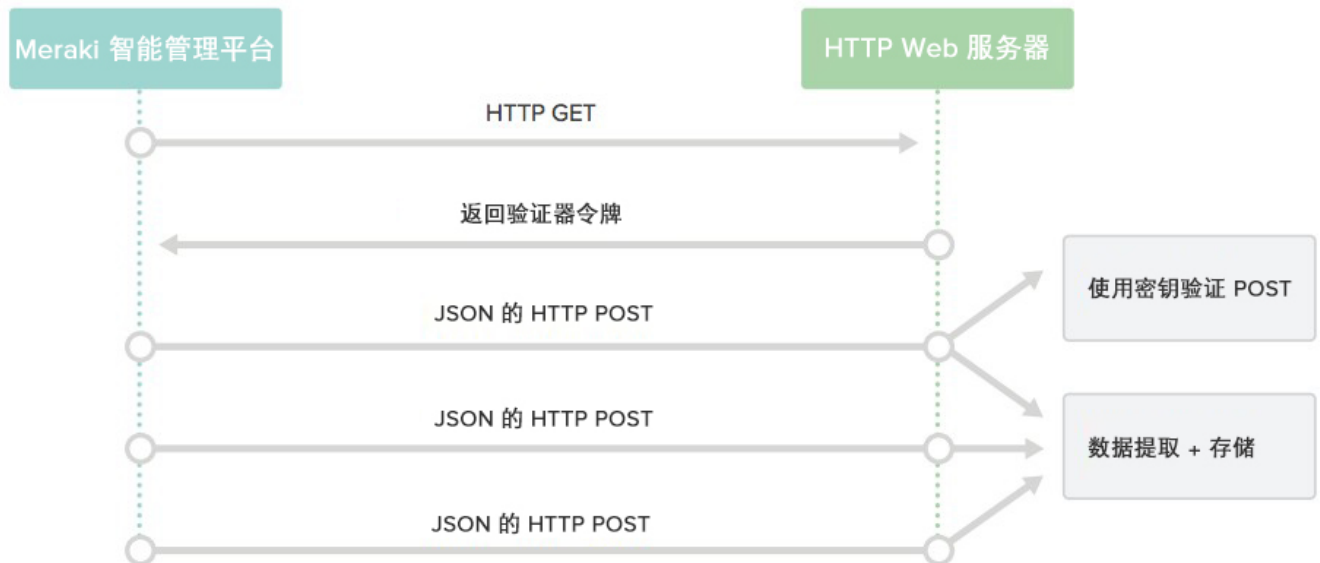 Meraki 智能管理平台
HTTP Web 服务器
HTTP GET
返回验证器令牌
使用密钥验证 POST
JSON 的 HTTP POST
JSON 的 HTTP POST
数据提取 + 存储
JSON 的 HTTP POST